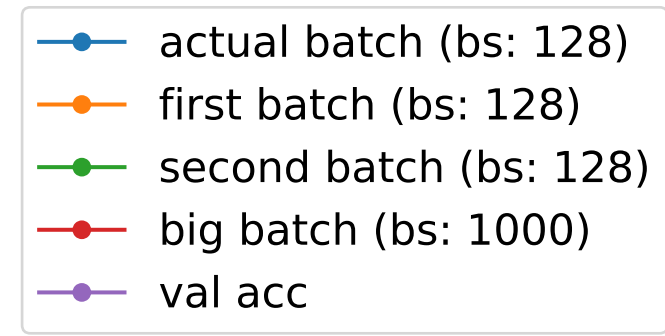 actual batch (bs: 128)
first batch (bs: 128)
second batch (bs: 128)
big batch (bs: 1000)
val acc